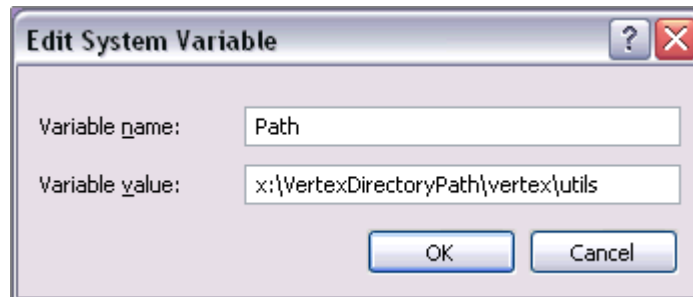 Edit System Variable
?
Variable name: Path
Variable value: x:\VertexDirectoryPath\vertex\utils
OK Cancel